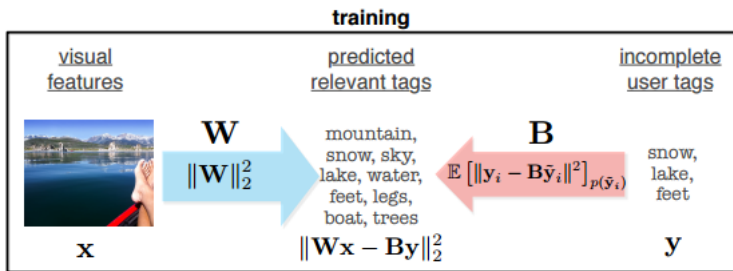 training
visual
features
predicted
relevant tags
incomplete
user tags
W
‖W‖₂²
mountain,
snow, sky,
lake, water,
feet, legs,
boat, trees
B
𝔼 [‖yᵢ − Bỹᵢ‖²]ₚ₍ỹᵢ₎
snow,
lake,
feet
x
‖Wx − By‖₂²
y